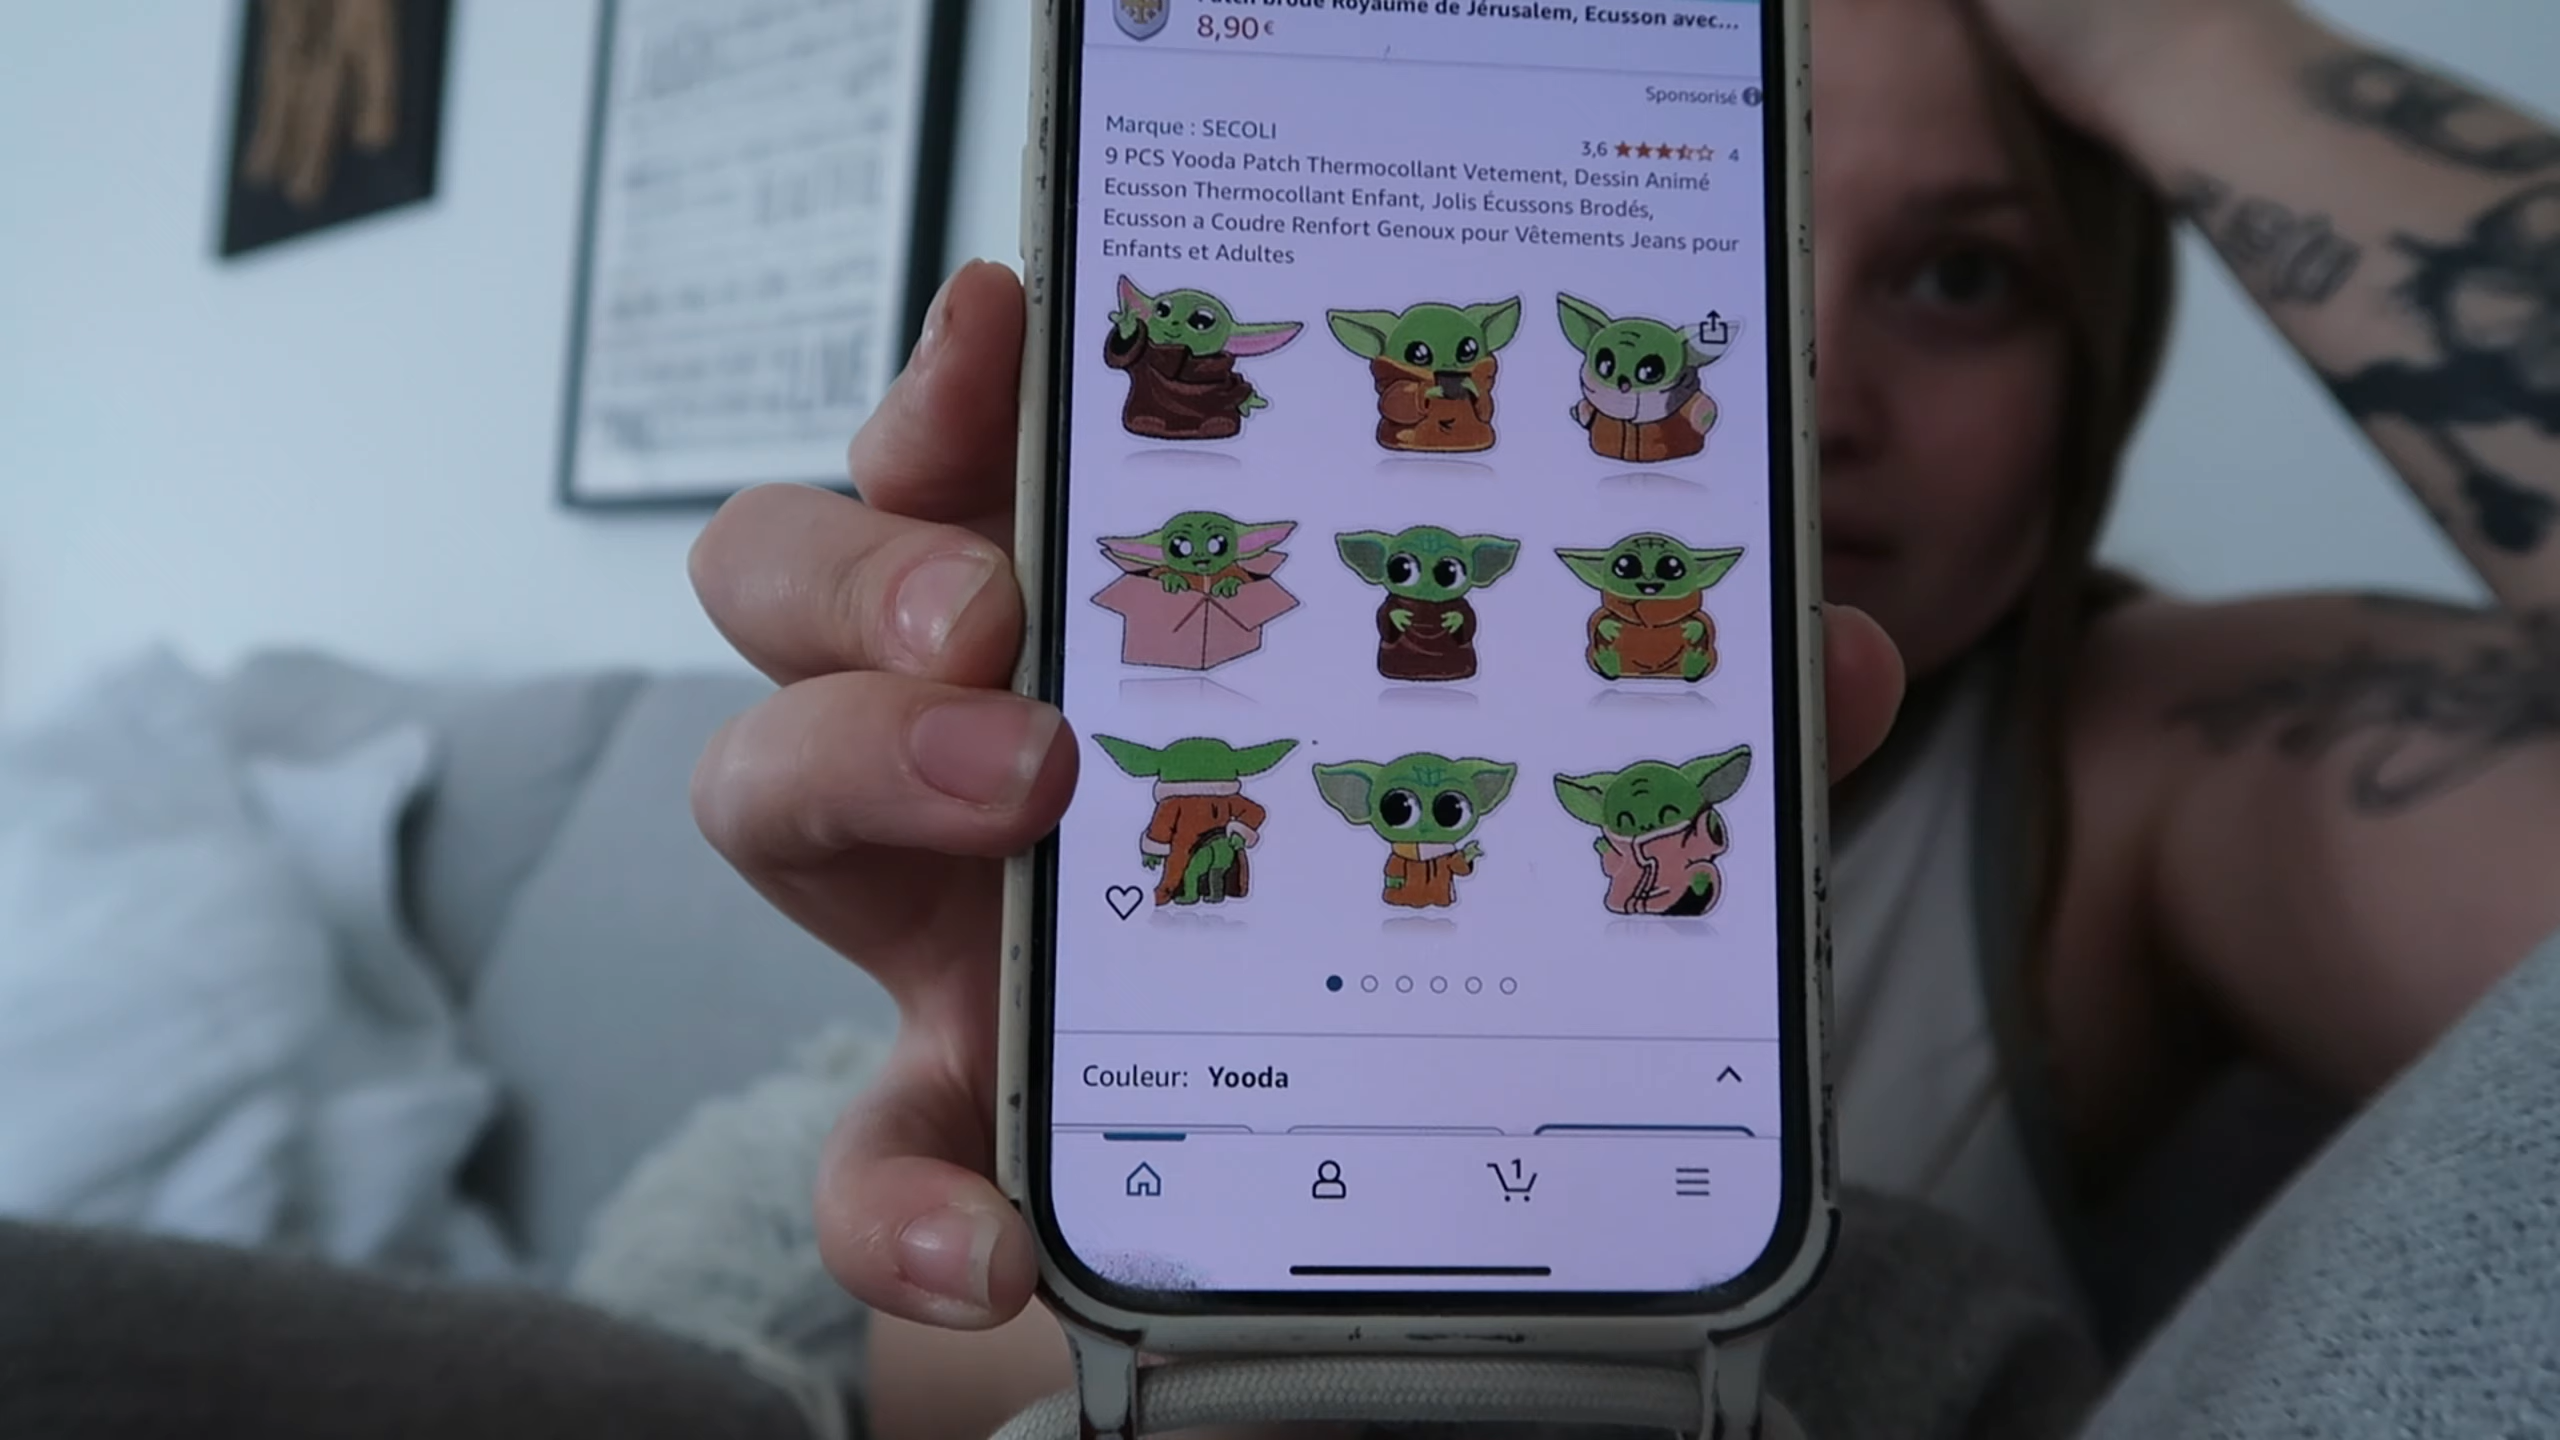 Royaume de Jérusalem, Ecusson avec...
8,90 €
Sponsorisé
Marque : SECOLI
3,6 4
9 PCS Yooda Patch Thermocollant Vetement, Dessin Animé
Ecusson Thermocollant Enfant, Jolis Écussons Brodés,
Ecusson a Coudre Renfort Genoux pour Vêtements Jeans pour
Enfants et Adultes
Couleur: Yooda
1